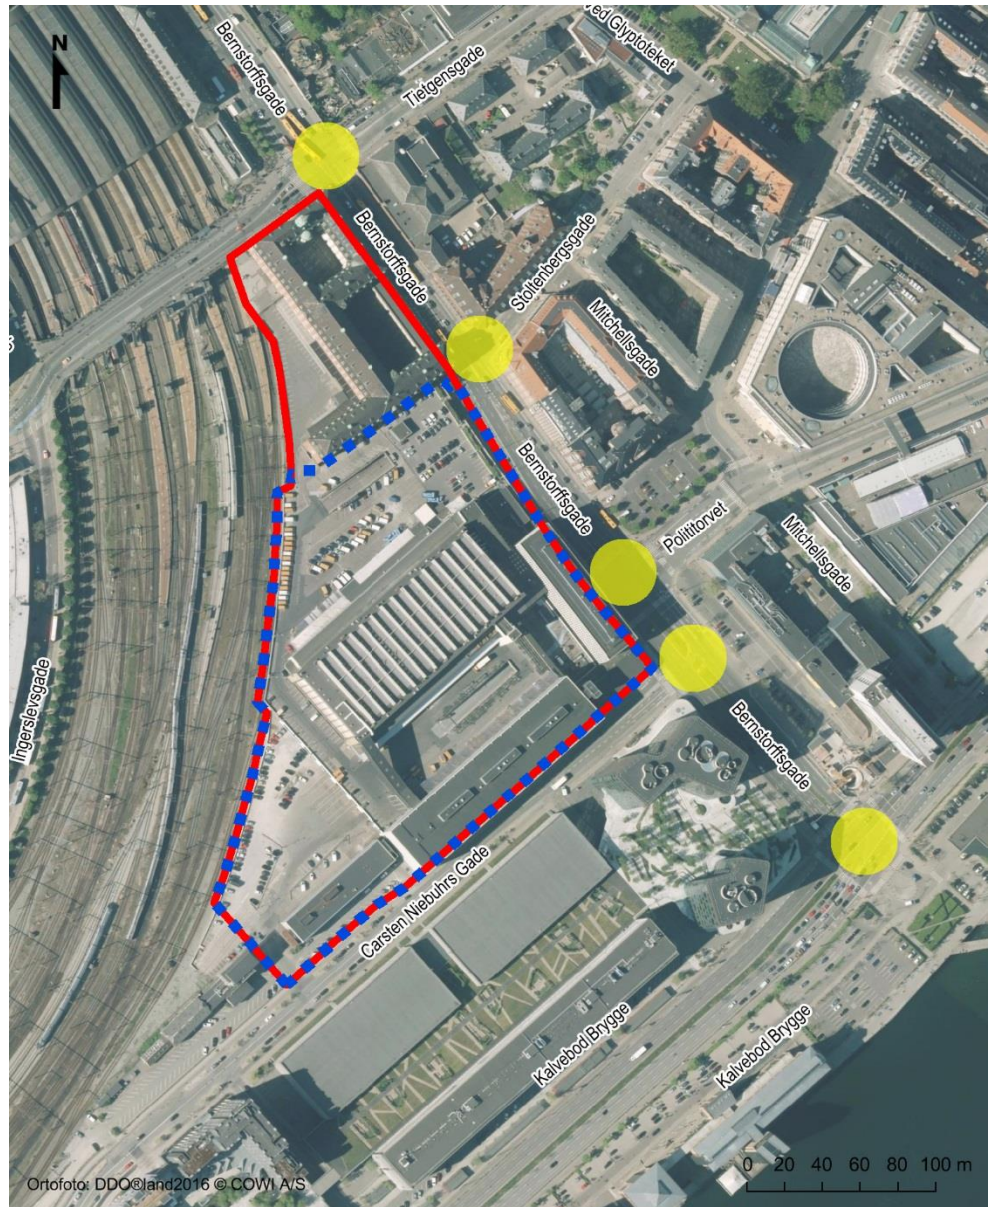 N
Bernstorffsgade
Tietgensgade
ved Glyptoteket
Bernstorffsgade
Stoltenbergsgade
Mitchellsgade
Bernstorffsgade
Polititorvet
Mitchellsgade
Ingerslevsgade
Bernstorffsgade
Carsten Niebuhrs Gade
Kalvebod Brygge
Kalvebod Brygge
0 20 40 60 80 100 m
Ortofoto: DDO®land2016 © COWI A/S